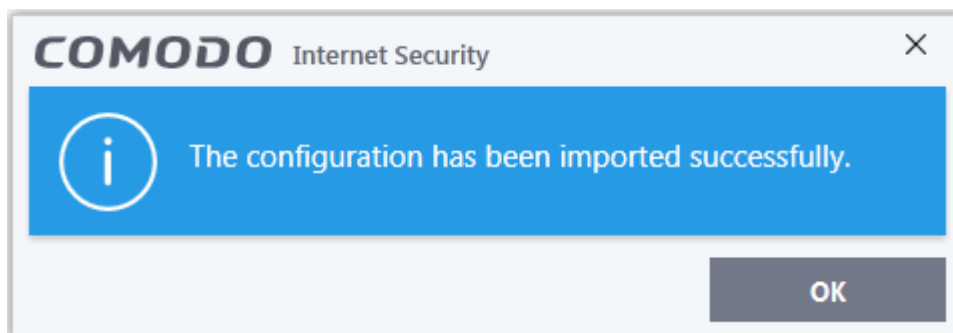 COMODO Internet Security
The configuration has been imported successfully.
OK